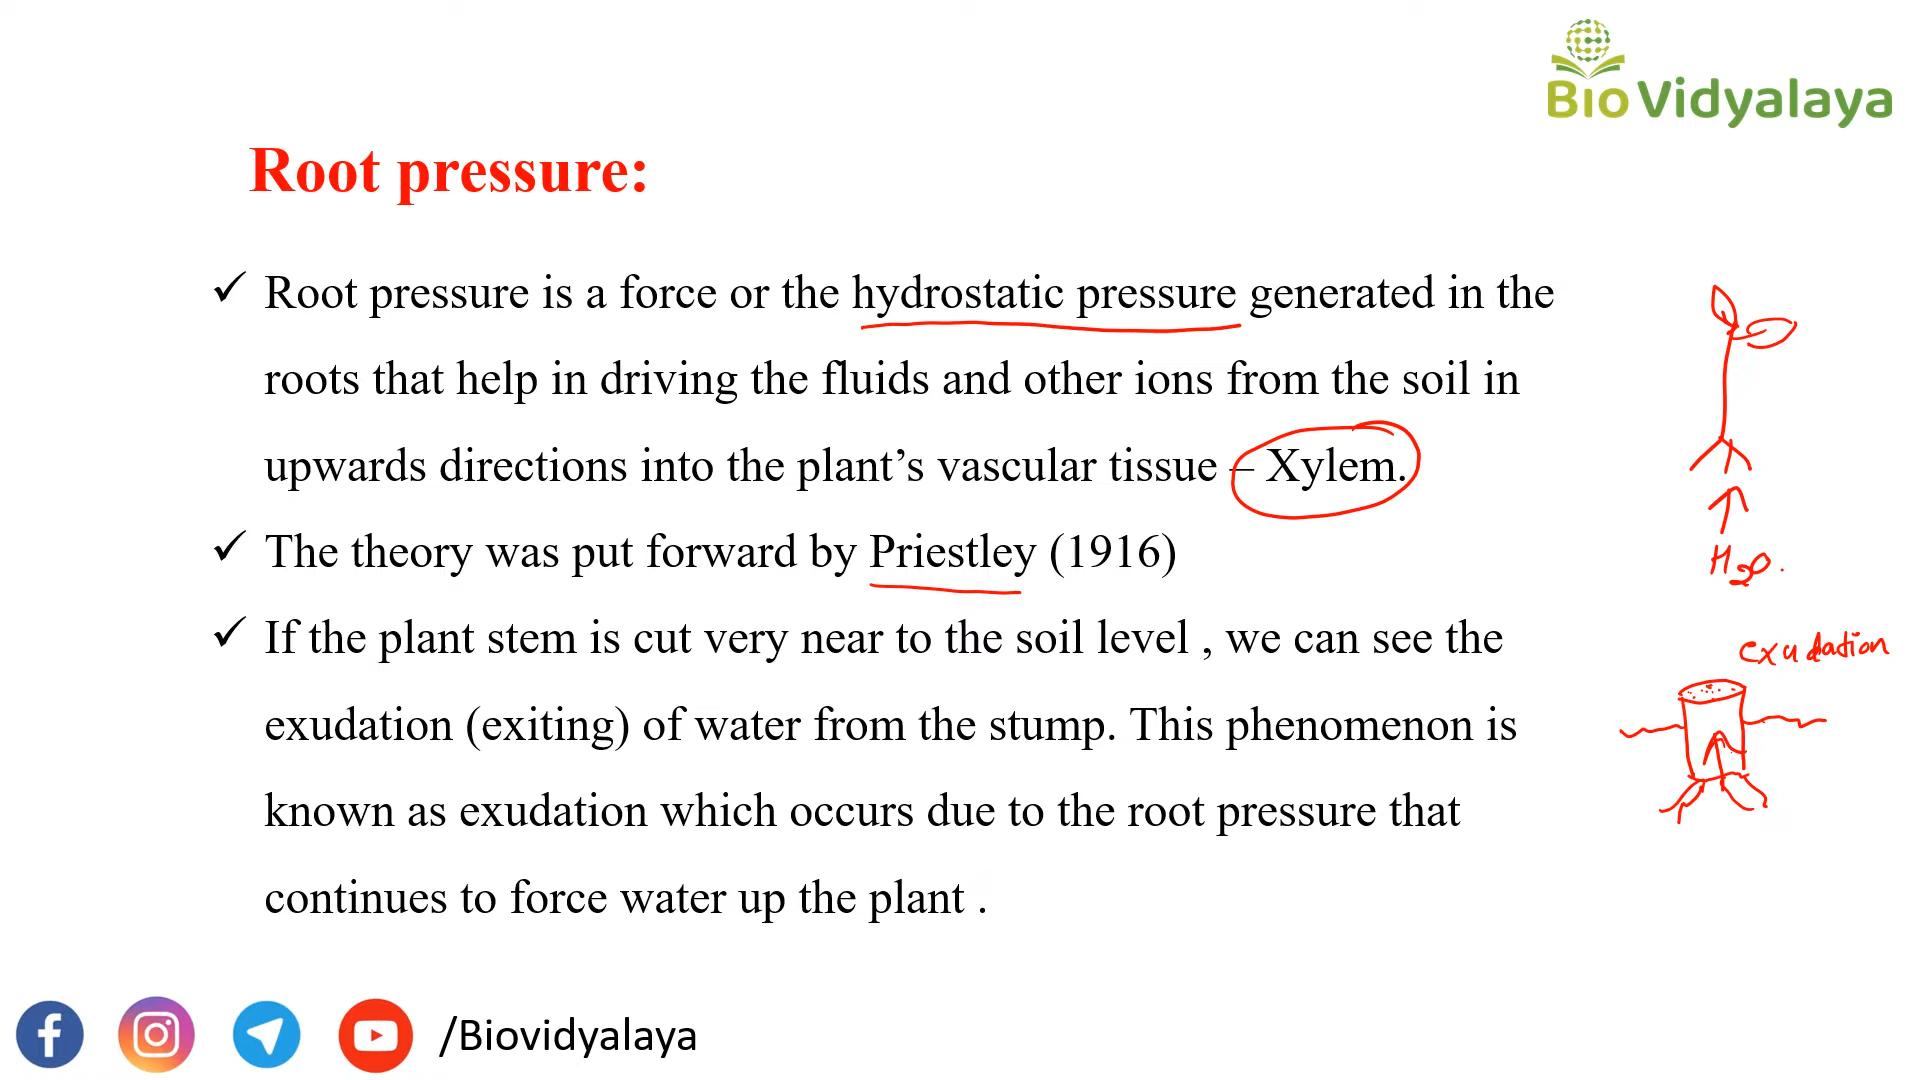 Bio Vidyalaya
Root pressure:
✓ Root pressure is a force or the hydrostatic pressure generated in the
roots that help in driving the fluids and other ions from the soil in
upwards directions into the plant’s vascular tissue – Xylem.
✓ The theory was put forward by Priestley (1916)
H2O.
✓ If the plant stem is cut very near to the soil level , we can see the
exudation
exudation (exiting) of water from the stump. This phenomenon is
known as exudation which occurs due to the root pressure that
continues to force water up the plant .
/Biovidyalaya